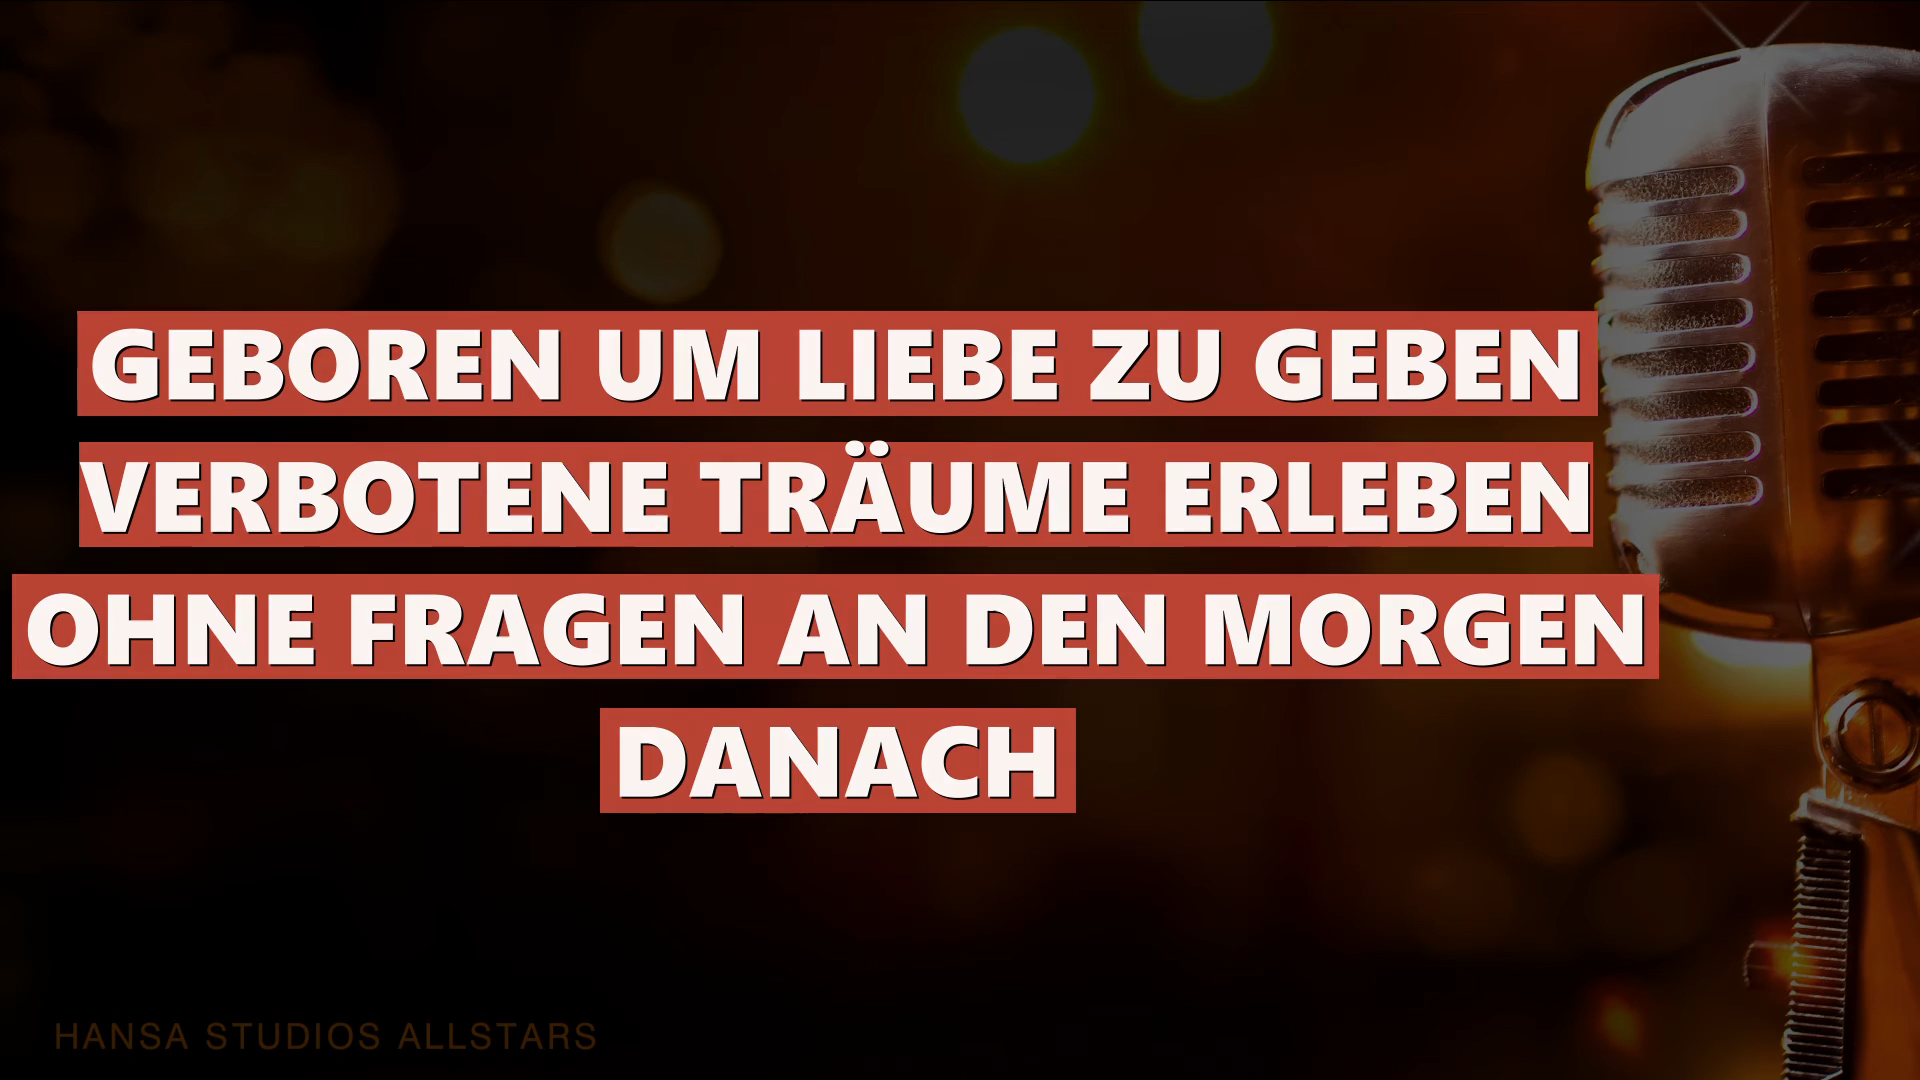 GEBOREN UM LIEBE ZU GEBEN
VERBOTENE TRÄUME ERLEBEN
OHNE FRAGEN AN DEN MORGEN
DANACH
HANSA STUDIOS ALLSTARS